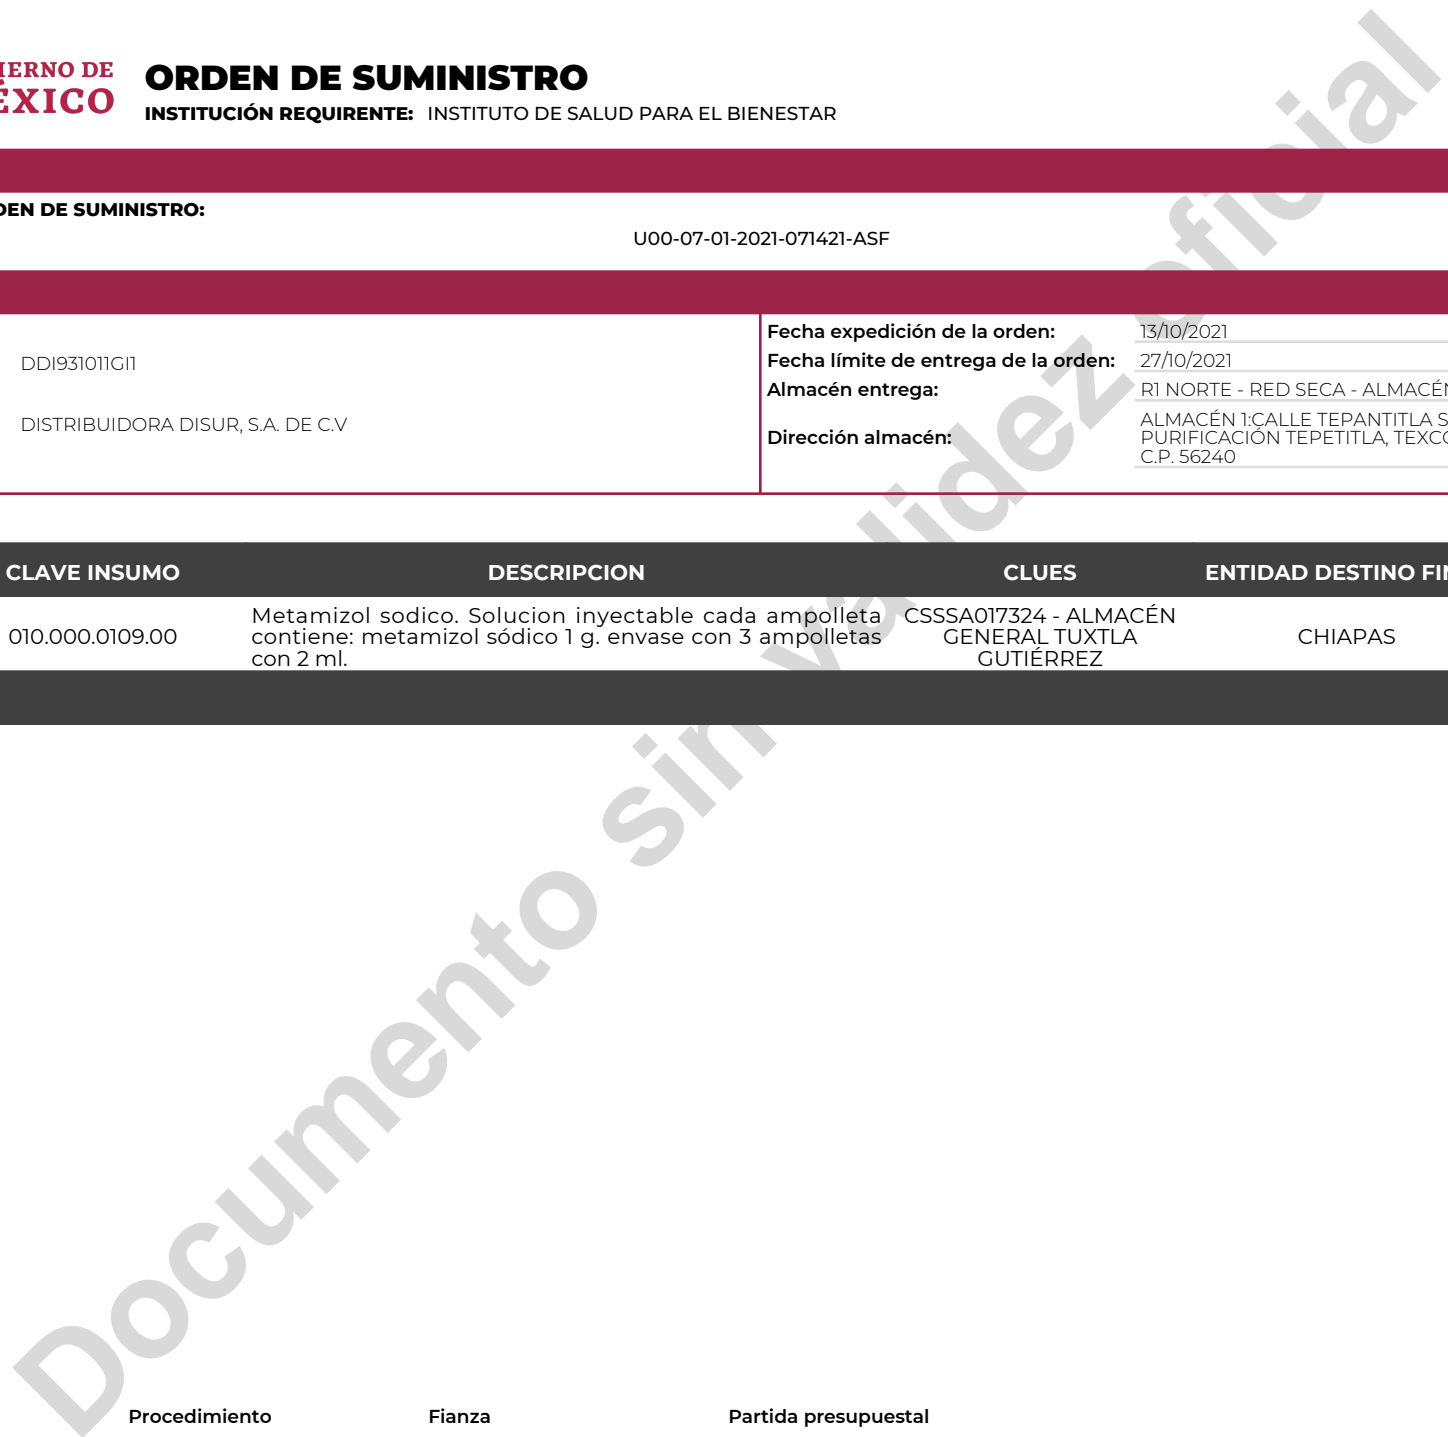 IERNO DE
ÉXICO
ORDEN DE SUMINISTRO
INSTITUCIÓN REQUIRENTE: INSTITUTO DE SALUD PARA EL BIENESTAR
DEN DE SUMINISTRO:
U00-07-01-2021-071421-ASF
DDI931011GI1
DISTRIBUIDORA DISUR, S.A. DE C.V
Fecha expedición de la orden: 13/10/2021
Fecha límite de entrega de la orden: 27/10/2021
Almacén entrega: R1 NORTE - RED SECA - ALMACÉN
Dirección almacén: ALMACÉN 1:CALLE TEPANTITLA S
PURIFICACIÓN TEPETITLA, TEXCO
C.P. 56240
CLAVE INSUMO DESCRIPCION CLUES ENTIDAD DESTINO FIN
010.000.0109.00
Metamizol sodico. Solucion inyectable cada ampolleta
contiene: metamizol sódico 1 g. envase con 3 ampolletas
con 2 ml.
CSSSA017324 - ALMACÉN
GENERAL TUXTLA
GUTIÉRREZ
CHIAPAS
Documento sin validez oficial
Procedimiento Fianza Partida presupuestal